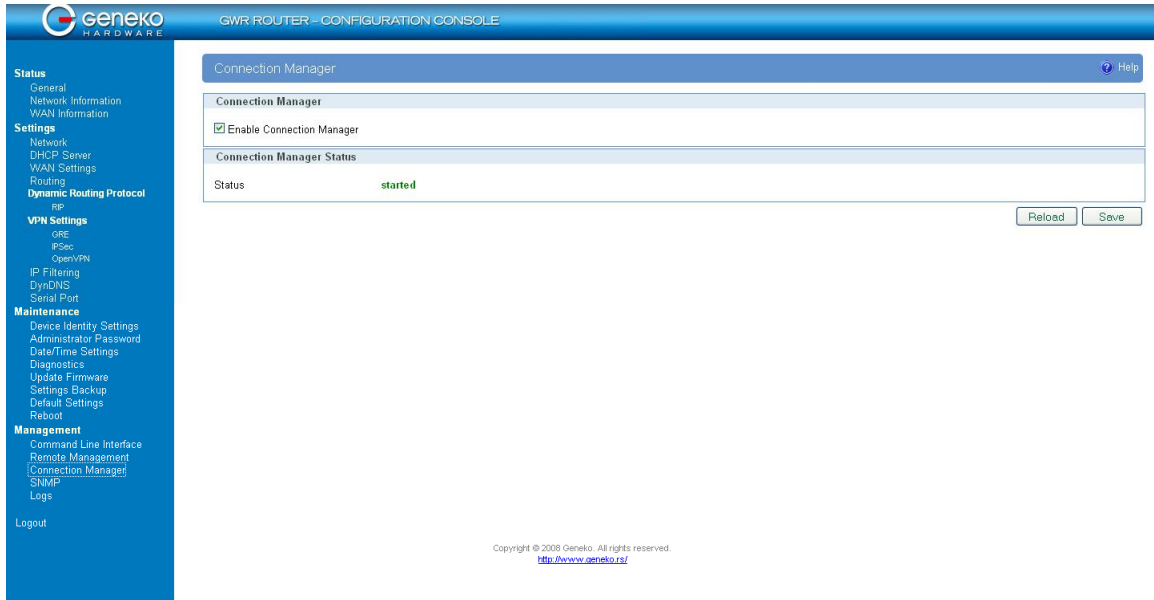 Geneko
HARDWARE
GWR ROUTER - CONFIGURATION CONSOLE
Status
General
Network Information
WAN Information
Settings
Network
DHCP Server
WAN Settings
Routing
Dynamic Routing Protocol
RIP
VPN Settings
GRE
IPSec
OpenVPN
IP Filtering
DynDNS
Serial Port
Maintenance
Device Identity Settings
Administrator Password
Date/Time Settings
Diagnostics
Update Firmware
Settings Backup
Default Settings
Reboot
Management
Command Line Interface
Remote Management
Connection Manager
SNMP
Logs
Logout
Connection Manager
? Help
Connection Manager
Enable Connection Manager
Connection Manager Status
Status started
Reload Save
Copyright © 2008 Geneko. All rights reserved.
http://www.geneko.rs/